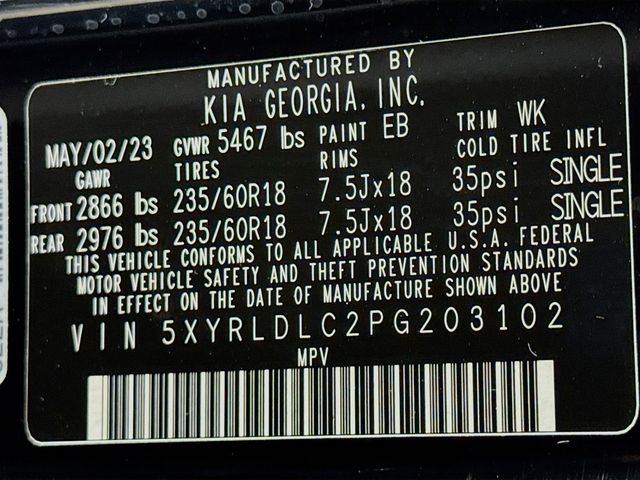 MANUFACTURED BY
KIA GEORGIA, INC.
MAY/02/23 GVWR 5467 lbs PAINT EB TRIM WK
GAWR TIRES RIMS COLD TIRE INFL
FRONT 2866 lbs 235/60R18 7.5Jx18 35psi SINGLE
REAR 2976 lbs 235/60R18 7.5Jx18 35psi SINGLE
THIS VEHICLE CONFORMS TO ALL APPLICABLE U.S.A. FEDERAL
MOTOR VEHICLE SAFETY AND THEFT PREVENTION STANDARDS
IN EFFECT ON THE DATE OF MANUFACTURE SHOWN ABOVE
VIN 5XYRLDLC2PG203102
MPV